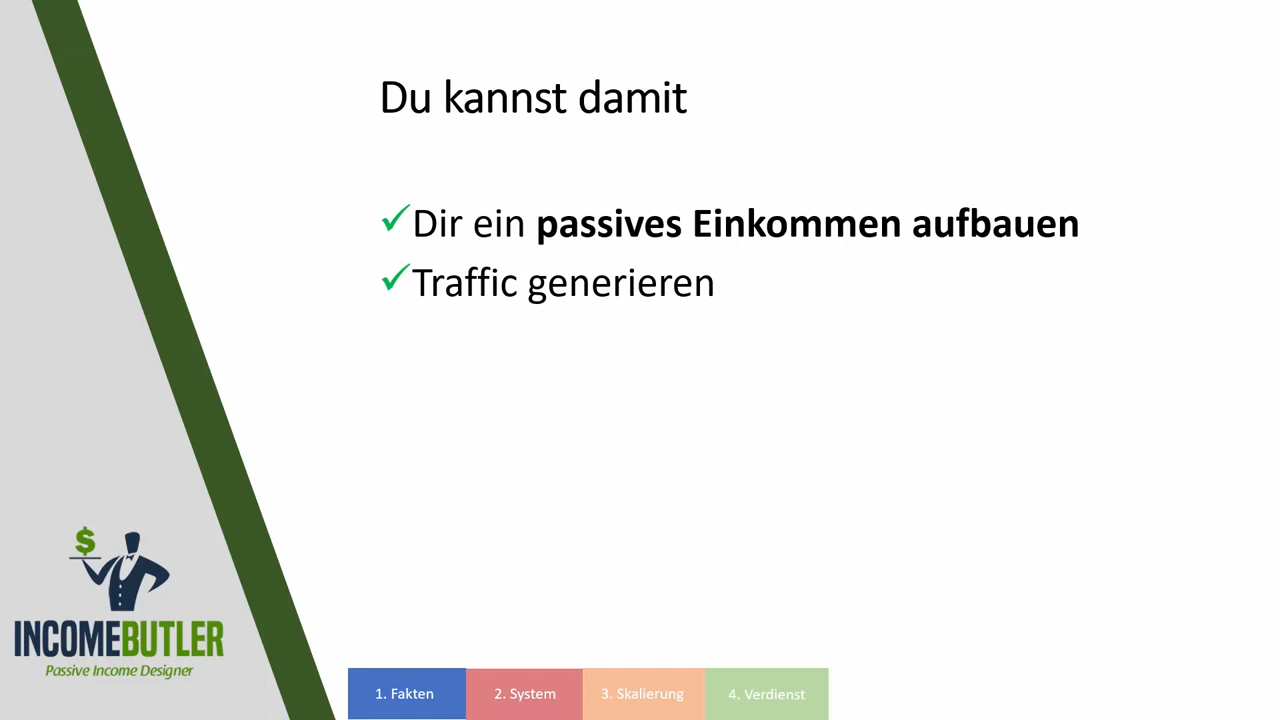 Du kannst damit
✓Dir ein passives Einkommen aufbauen
✓Traffic generieren
$
INCOMEBUTLER
Passive Income Designer
1. Fakten
2. System
3. Skalierung
4. Verdienst